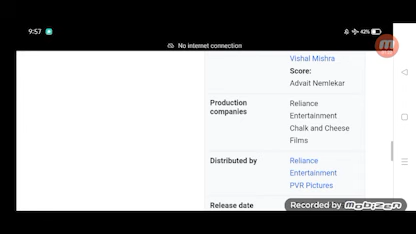 9:57
42%
No internet connection
Vishal Mishra
Score:
Advait Nemlekar
Production companies
Reliance
Entertainment
Chalk and Cheese
Films
Distributed by
Reliance
Entertainment
PVR Pictures
Release date
Recorded by Mobizen